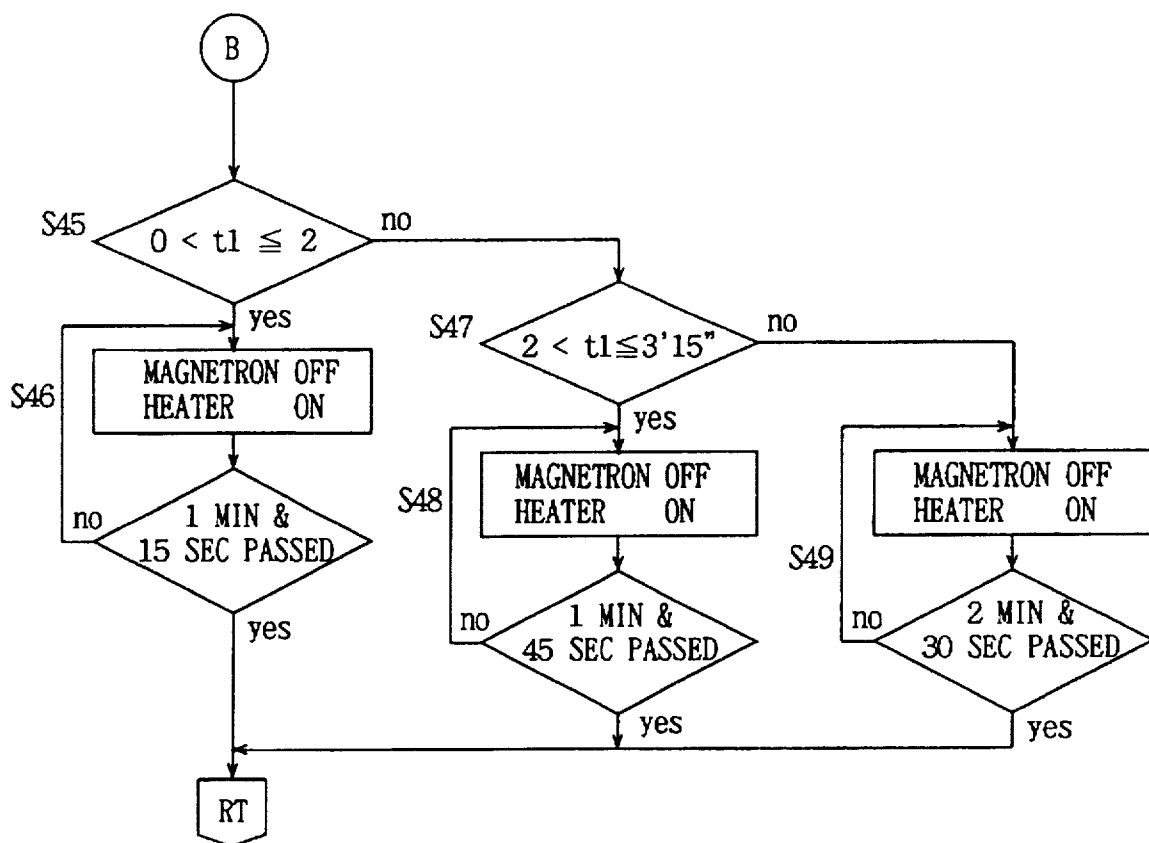 B
S45
0 < t1 ≦ 2
no
yes
S46
MAGNETRON OFF
HEATER ON
no
1 MIN &
15 SEC PASSED
yes
S47
2 < t1≦3'15"
no
yes
S48
MAGNETRON OFF
HEATER ON
no
1 MIN &
45 SEC PASSED
yes
S49
MAGNETRON OFF
HEATER ON
no
2 MIN &
30 SEC PASSED
yes
RT